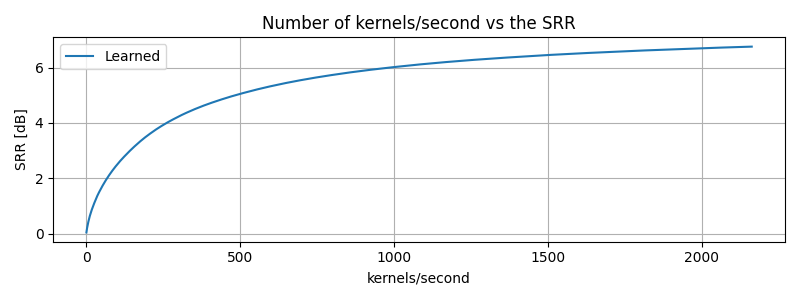 Number of kernels/second vs the SRR
Learned
SRR [dB]
6
4
2
0
0 500 1000 1500 2000
kernels/second